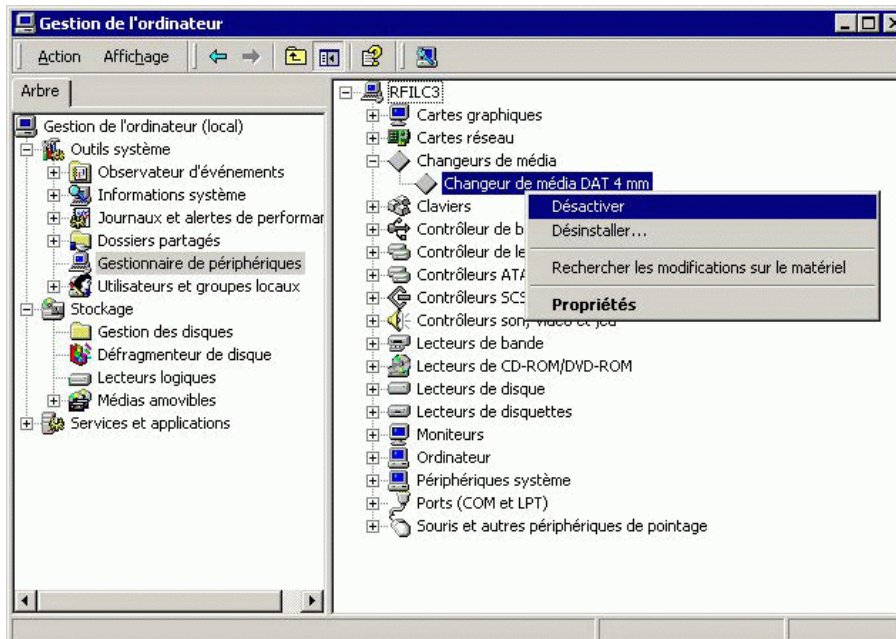 Gestion de l'ordinateur
Action Affichage
Arbre
Gestion de l'ordinateur (local)
Outils système
Observateur d'événements
Informations système
Journaux et alertes de performar
Dossiers partagés
Gestionnaire de périphériques
Utilisateurs et groupes locaux
Stockage
Gestion des disques
Défragmenteur de disque
Lecteurs logiques
Médias amovibles
Services et applications
RFILC3
Cartes graphiques
Cartes réseau
Changeurs de média
Changeur de média DAT 4 mm
Claviers
Contrôleur de b
Contrôleur de le
Contrôleurs ATA
Contrôleurs SCS
Contrôleurs son, vidéo et jeu
Lecteurs de bande
Lecteurs de CD-ROM/DVD-ROM
Lecteurs de disque
Lecteurs de disquettes
Moniteurs
Ordinateur
Périphériques système
Ports (COM et LPT)
Souris et autres périphériques de pointage
Désactiver
Désinstaller...
Rechercher les modifications sur le matériel
Propriétés